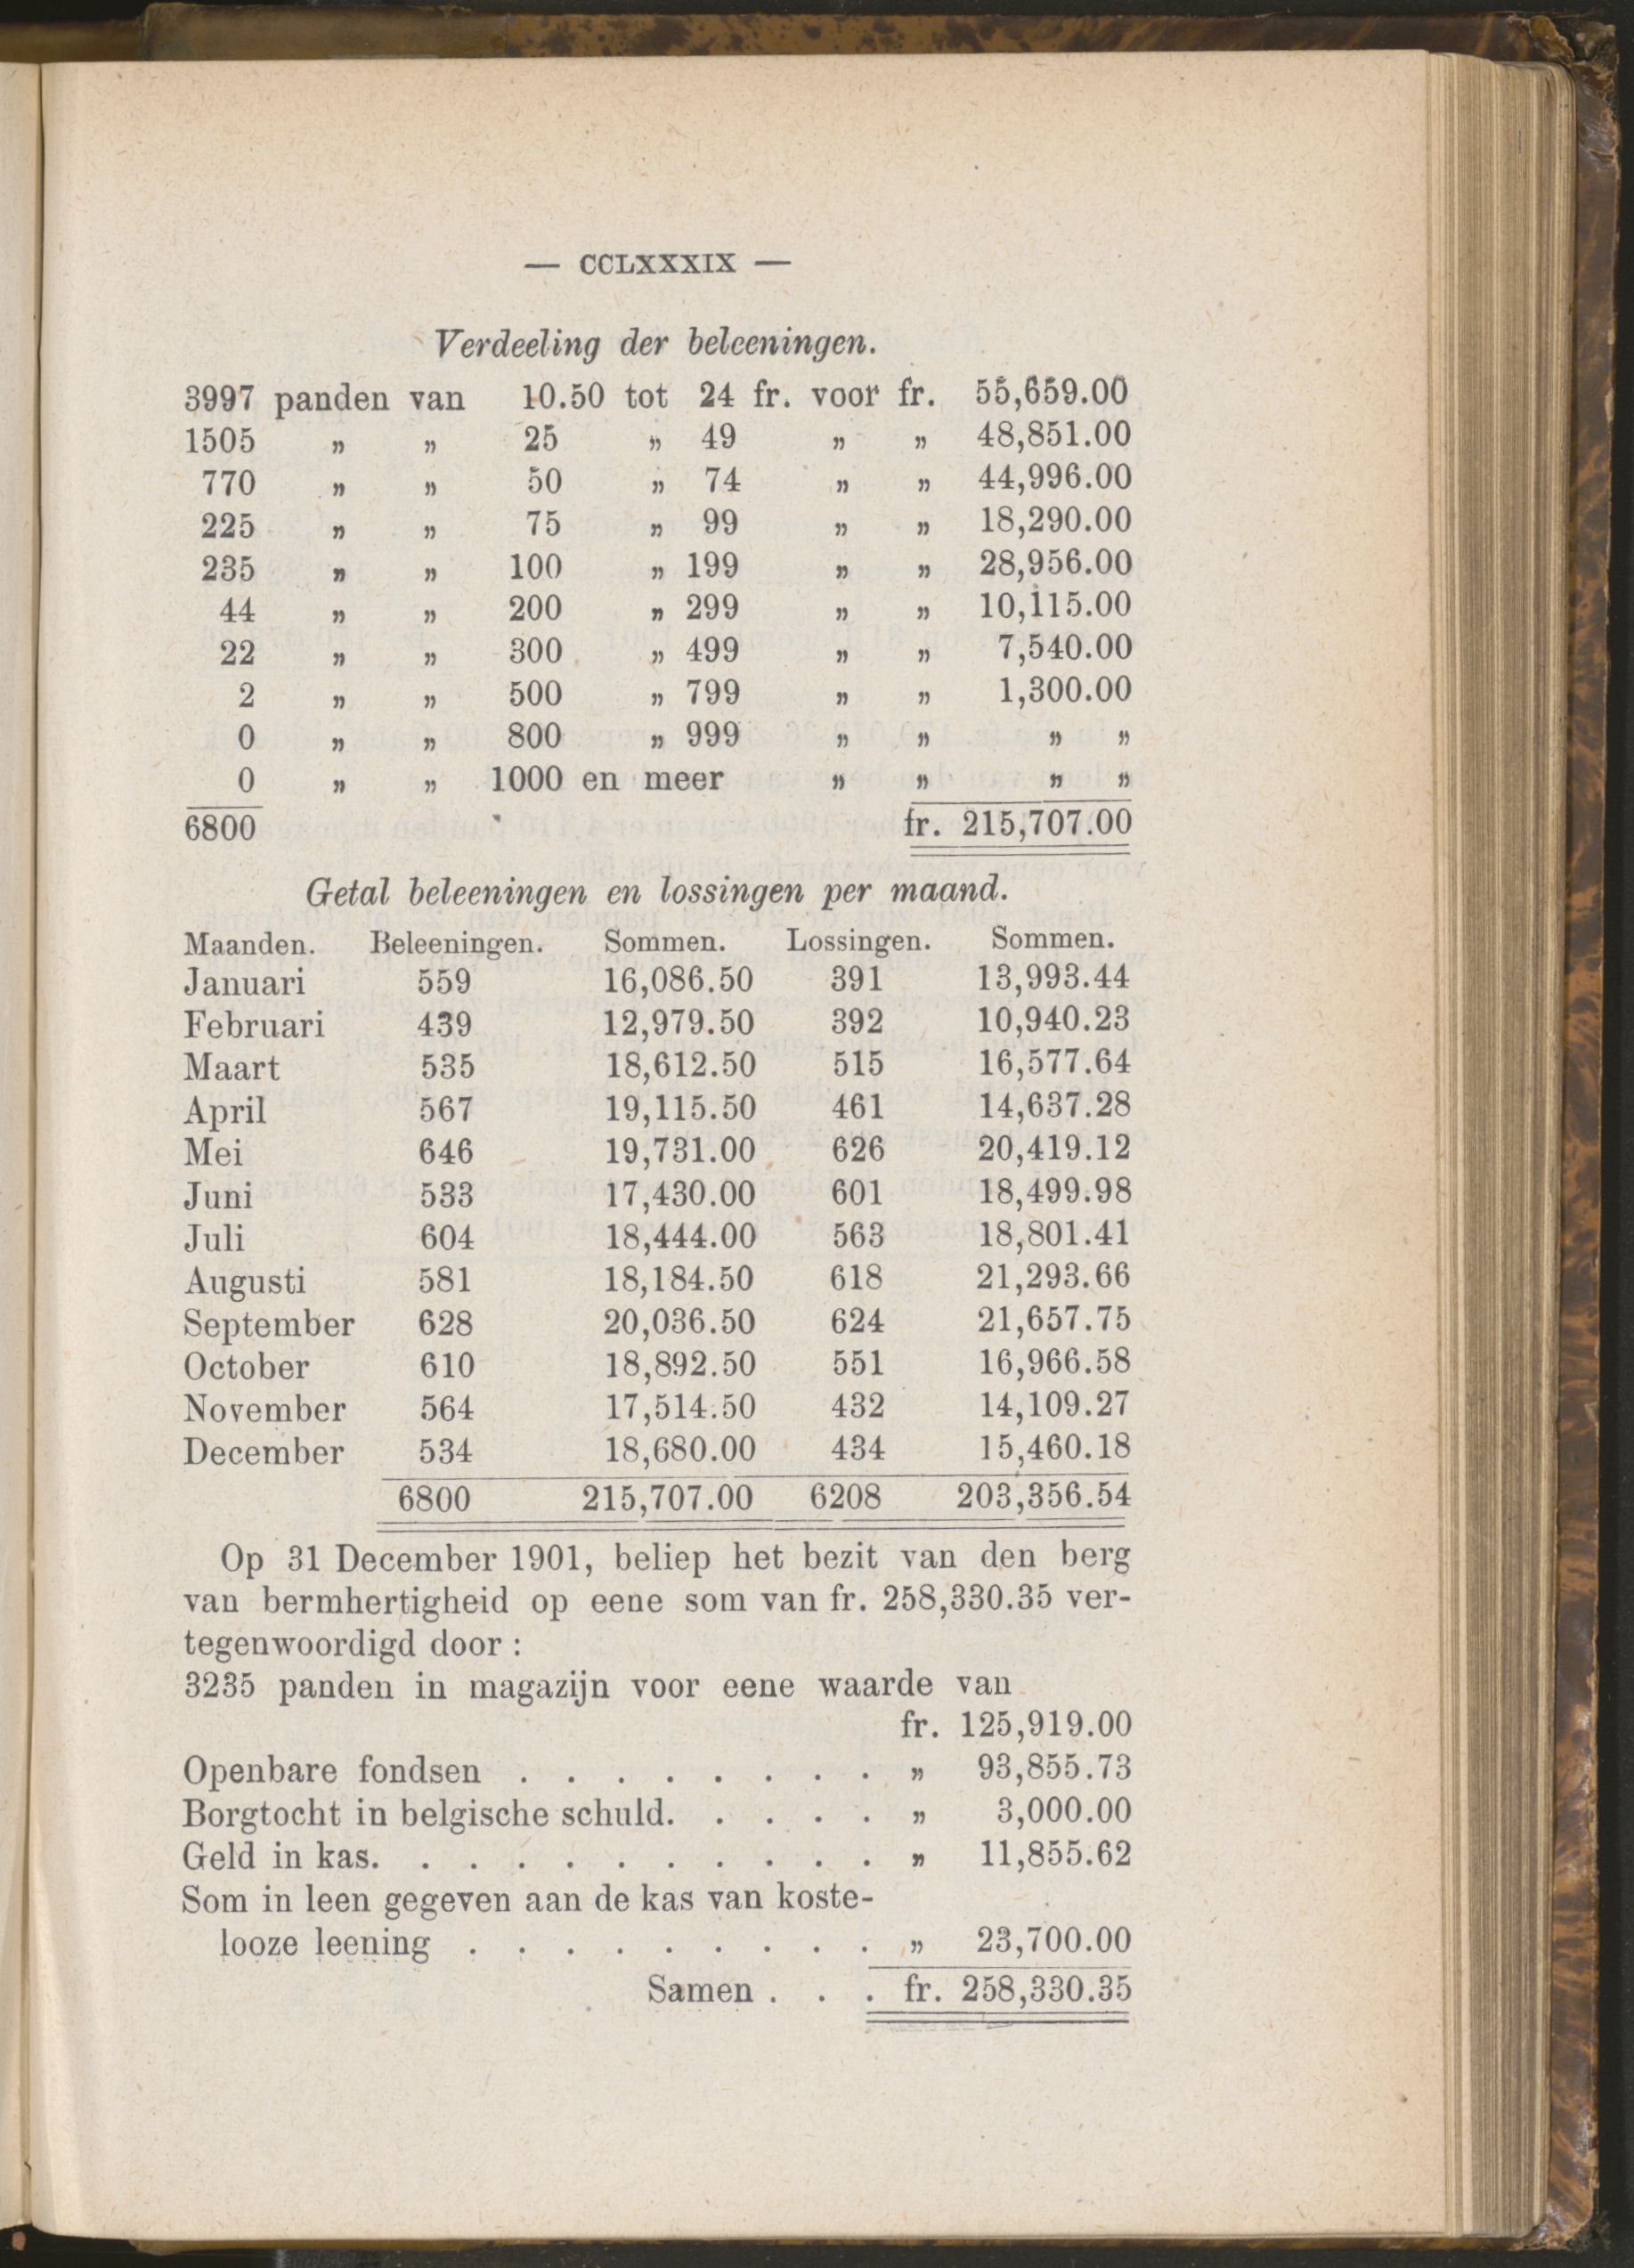 — CCLXXXIX —
Verdeeling der beleeningen.
3997 panden van 10.50 tot 24 fr. voor fr. 55,659.00
1505 „ „ 25 „ 49 „ „ 48,851.00
770 „ „ 50 „ 74 „ „ 44,996.00
225 „ „ 75 „ 99 „ „ 18,290.00
235 „ „ 100 „ 199 „ „ 28,956.00
44 „ „ 200 „ 299 „ „ 10,115.00
22 „ „ 300 „ 499 „ „ 7,540.00
2 „ „ 500 „ 799 „ „ 1,300.00
0 „ „ 800 „ 999 „ „ „ „
0 „ „ 1000 en meer „ „ „ „
6800 fr. 215,707.00
Getal beleeningen en lossingen per maand.
Maanden. Beleeningen. Sommen. Lossingen. Sommen.
Januari 559 16,086.50 391 13,993.44
Februari 439 12,979.50 392 10,940.23
Maart 535 18,612.50 515 16,577.64
April 567 19,115.50 461 14,637.28
Mei 646 19,731.00 626 20,419.12
Juni 533 17,430.00 601 18,499.98
Juli 604 18,444.00 563 18,801.41
Augusti 581 18,184.50 618 21,293.66
September 628 20,036.50 624 21,657.75
October 610 18,892.50 551 16,966.58
November 564 17,514.50 432 14,109.27
December 534 18,680.00 434 15,460.18
6800 215,707.00 6208 203,356.54
Op 31 December 1901, beliep het bezit van den berg
van bermhertigheid op eene som van fr. 258,330.35 ver-
tegenwoordigd door :
3235 panden in magazijn voor eene waarde van
fr. 125,919.00
Openbare fondsen . . . . . . . . „ 93,855.73
Borgtocht in belgische schuld. . . . . „ 3,000.00
Geld in kas. . . . . . . . . . . „ 11,855.62
Som in leen gegeven aan de kas van koste-
looze leening . . . . . . . . . „ 23,700.00
Samen . . . fr. 258,330.35